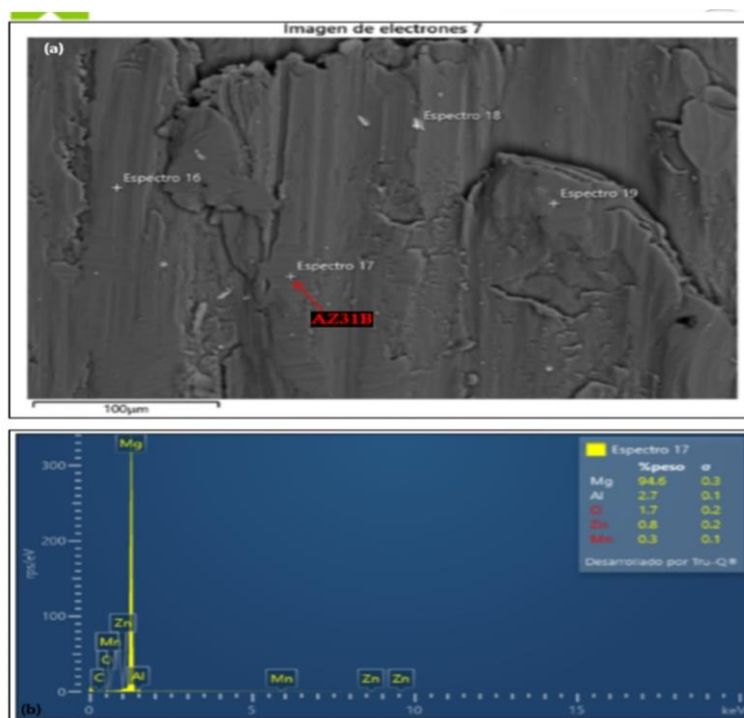 Imagen de electrones 7
(a)
Espectro 18
Espectro 16
Espectro 19
Espectro 17
AZ31B
100μm
Mg
Espectro 17
300
%peso σ
Mg 94.6 0.3
Al 2.7 0.1
O 1.7 0.2
Zn 0.8 0.2
Mn 0.3 0.1
200
Desarrollado por Tru-Q®
100
Zn
Mn
O
C Al Mn Zn Zn
0
(b) 0 5 10 15 keV